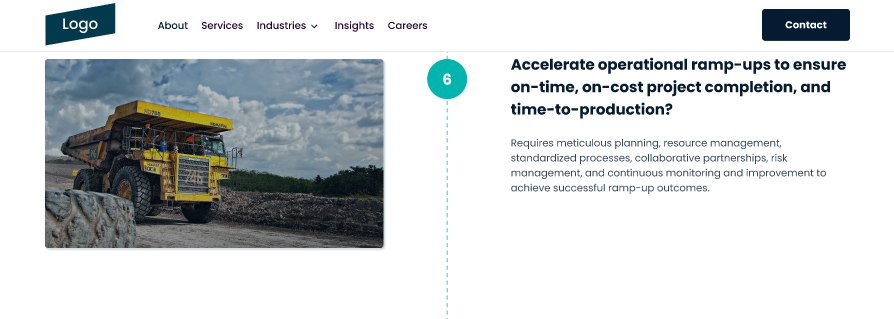 Logo
About Services Industries Insights Careers
Contact
6
Accelerate operational ramp-ups to ensure
on-time, on-cost project completion, and
time-to-production?
Requires meticulous planning, resource management,
standardized processes, collaborative partnerships, risk
management, and continuous monitoring and improvement to
achieve successful ramp-up outcomes.